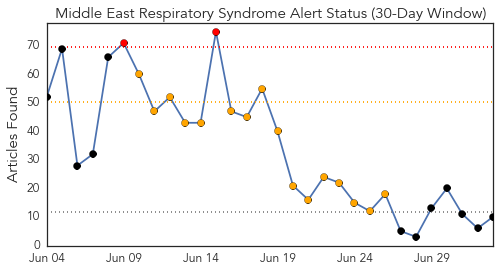 Middle East Respiratory Syndrome Alert Status (30-Day Window)
Articles Found
70
60
50
40
30
20
10
0
Jun 04 Jun 09 Jun 14 Jun 19 Jun 24 Jun 29